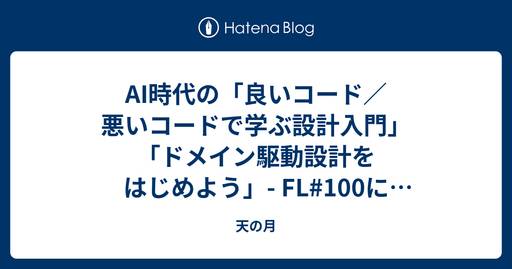 Hatena Blog
AI時代の「良いコード／
悪いコードで学ぶ設計入門」
「ドメイン駆動設計を
はじめよう」- FL#100に…
天の月